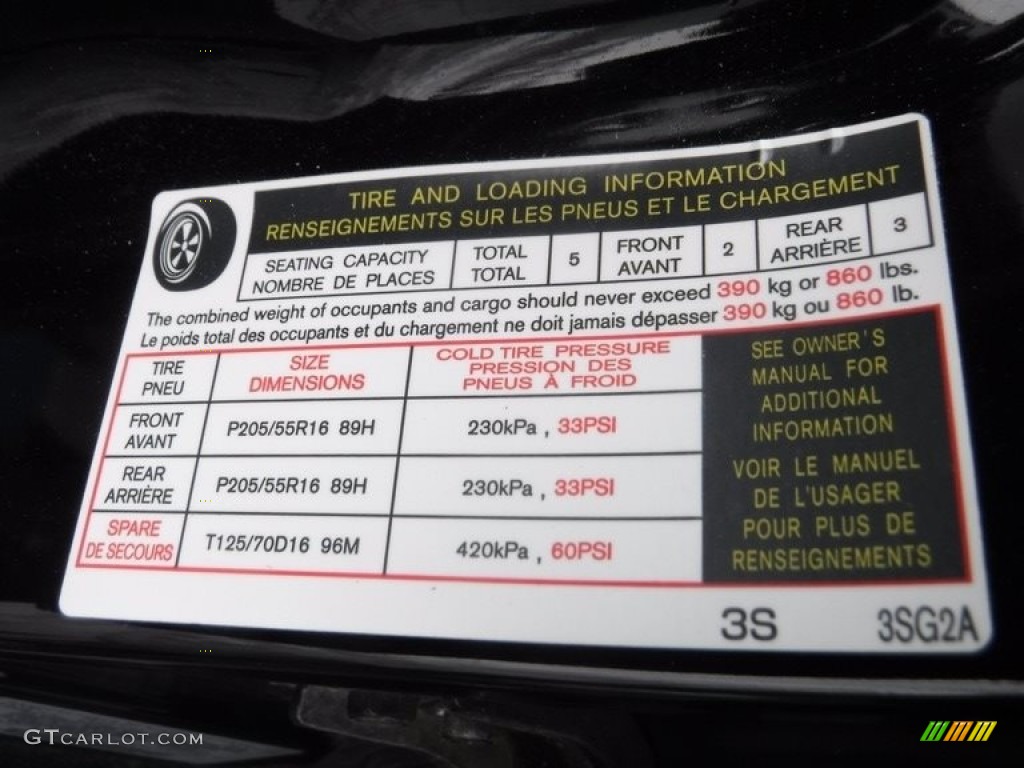 TIRE AND LOADING INFORMATION
RENSEIGNEMENTS SUR LES PNEUS ET LE CHARGEMENT
SEATING CAPACITY TOTAL 5 FRONT 2 REAR 3
NOMBRE DE PLACES TOTAL AVANT ARRIÈRE
The combined weight of occupants and cargo should never exceed 390 kg or 860 lbs.
Le poids total des occupants et du chargement ne doit jamais dépasser 390 kg ou 860 lb.
TIRE
PNEU
SIZE
DIMENSIONS
COLD TIRE PRESSURE
PRESSION DES
PNEUS À FROID
FRONT
AVANT
P205/55R16 89H
230kPa , 33PSI
REAR
ARRIÈRE
P205/55R16 89H
230kPa , 33PSI
SPARE
DE SECOURS
T125/70D16 96M
420kPa , 60PSI
SEE OWNER'S
MANUAL FOR
ADDITIONAL
INFORMATION
VOIR LE MANUEL
DE L'USAGER
POUR PLUS DE
RENSEIGNEMENTS
3S 3SG2A
GTCARLOT.COM